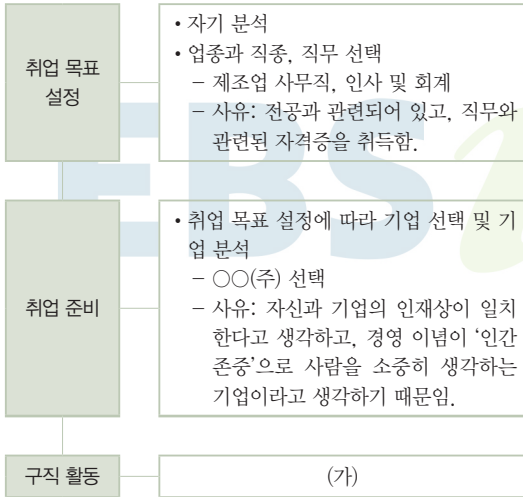 취업 목표
설정
• 자기 분석
• 업종과 직종, 직무 선택
– 제조업 사무직, 인사 및 회계
– 사유: 전공과 관련되어 있고, 직무와
관련된 자격증을 취득함.
취업 준비
• 취업 목표 설정에 따라 기업 선택 및 기
업 분석
– ○○(주) 선택
– 사유: 자신과 기업의 인재상이 일치
한다고 생각하고, 경영 이념이 ‘인간
존중’으로 사람을 소중히 생각하는
기업이라고 생각하기 때문임.
구직 활동
(가)
EBS